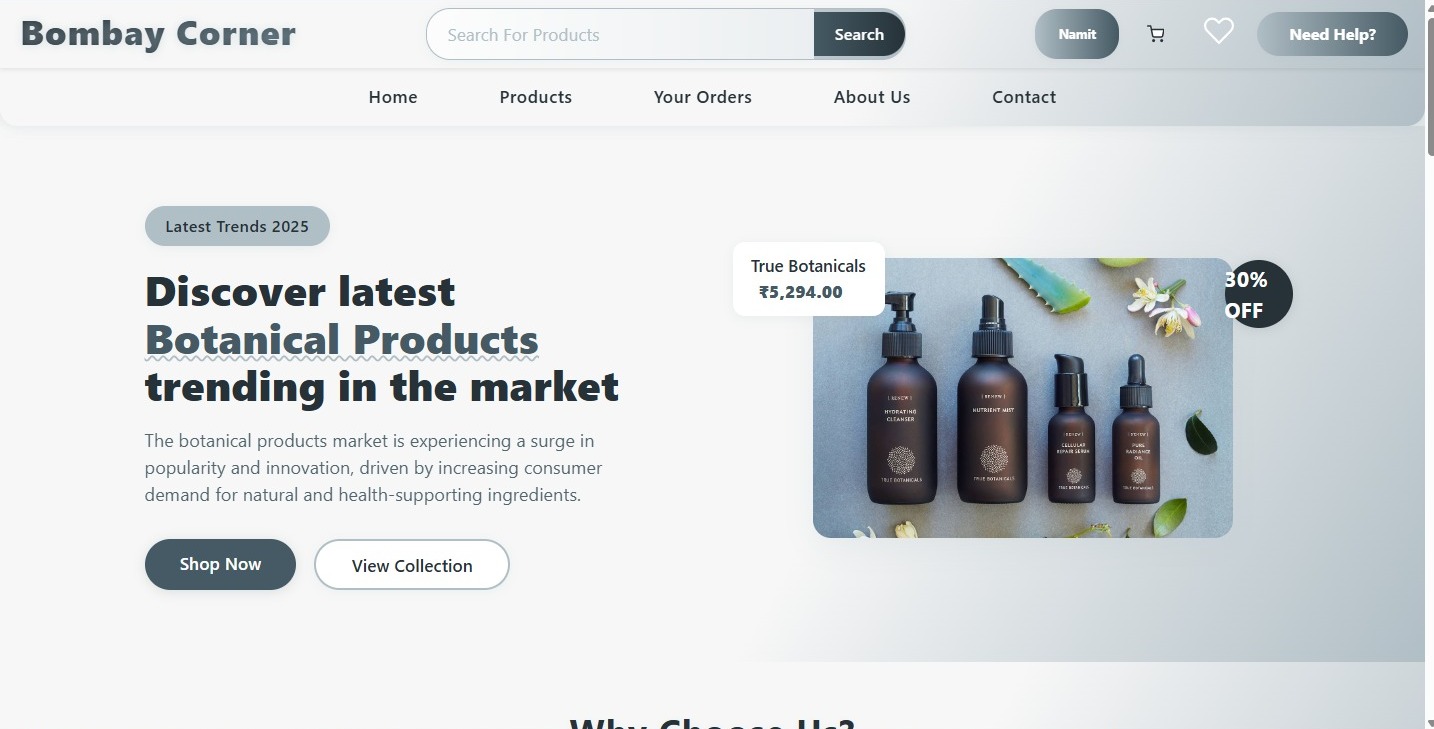 Bombay Corner
Search For Products
Search
Namit
Need Help?
Home
Products
Your Orders
About Us
Contact
Latest Trends 2025
Discover latest
Botanical Products
trending in the market
The botanical products market is experiencing a surge in
popularity and innovation, driven by increasing consumer
demand for natural and health-supporting ingredients.
Shop Now
View Collection
True Botanicals
₹5,294.00
30%
OFF
[ RENEW ]
HYDRATING
CLEANSER
TRUE BOTANICALS
[ RENEW ]
NUTRIENT MIST
TRUE BOTANICALS
[ RENEW ]
CELLULAR
REPAIR SERUM
TRUE BOTANICALS
[ RENEW ]
PURE
RADIANCE
OIL
TRUE BOTANICALS
Why Choose Us?